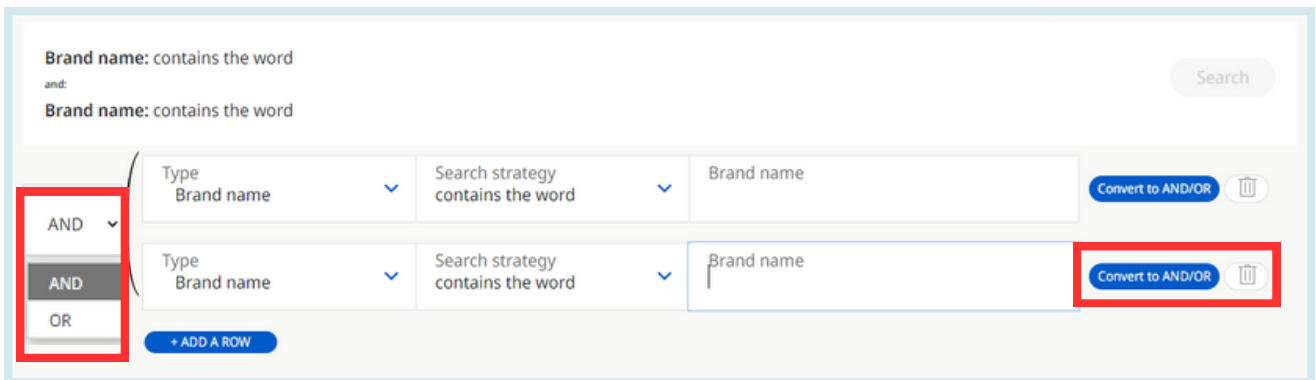 Brand name: contains the word
and:
Brand name: contains the word
Search
Type
Brand name
Search strategy
contains the word
Brand name
Convert to AND/OR
AND
Type
Brand name
Search strategy
contains the word
Brand name
Convert to AND/OR
AND
OR
+ ADD A ROW